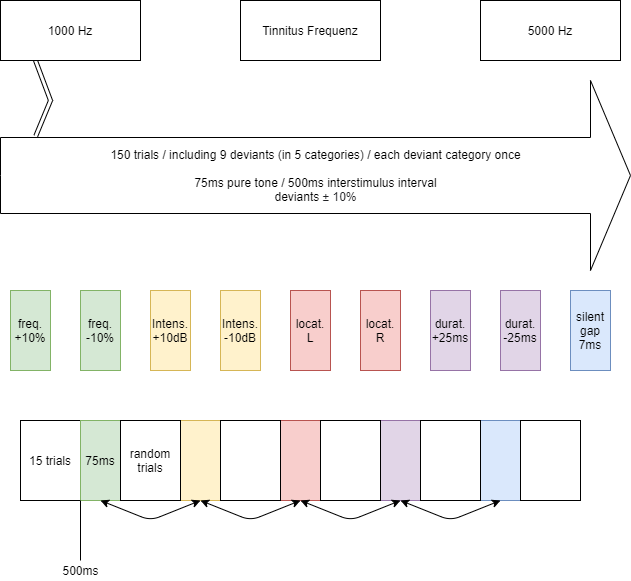 1000 Hz
Tinnitus Frequenz
5000 Hz
150 trials / including 9 deviants (in 5 categories) / each deviant category once
75ms pure tone / 500ms interstimulus interval
deviants ± 10%
freq.
+10%
freq.
-10%
Intens.
+10dB
Intens.
-10dB
locat.
L
locat.
R
durat.
+25ms
durat.
-25ms
silent
gap
7ms
15 trials
75ms
random
trials
500ms